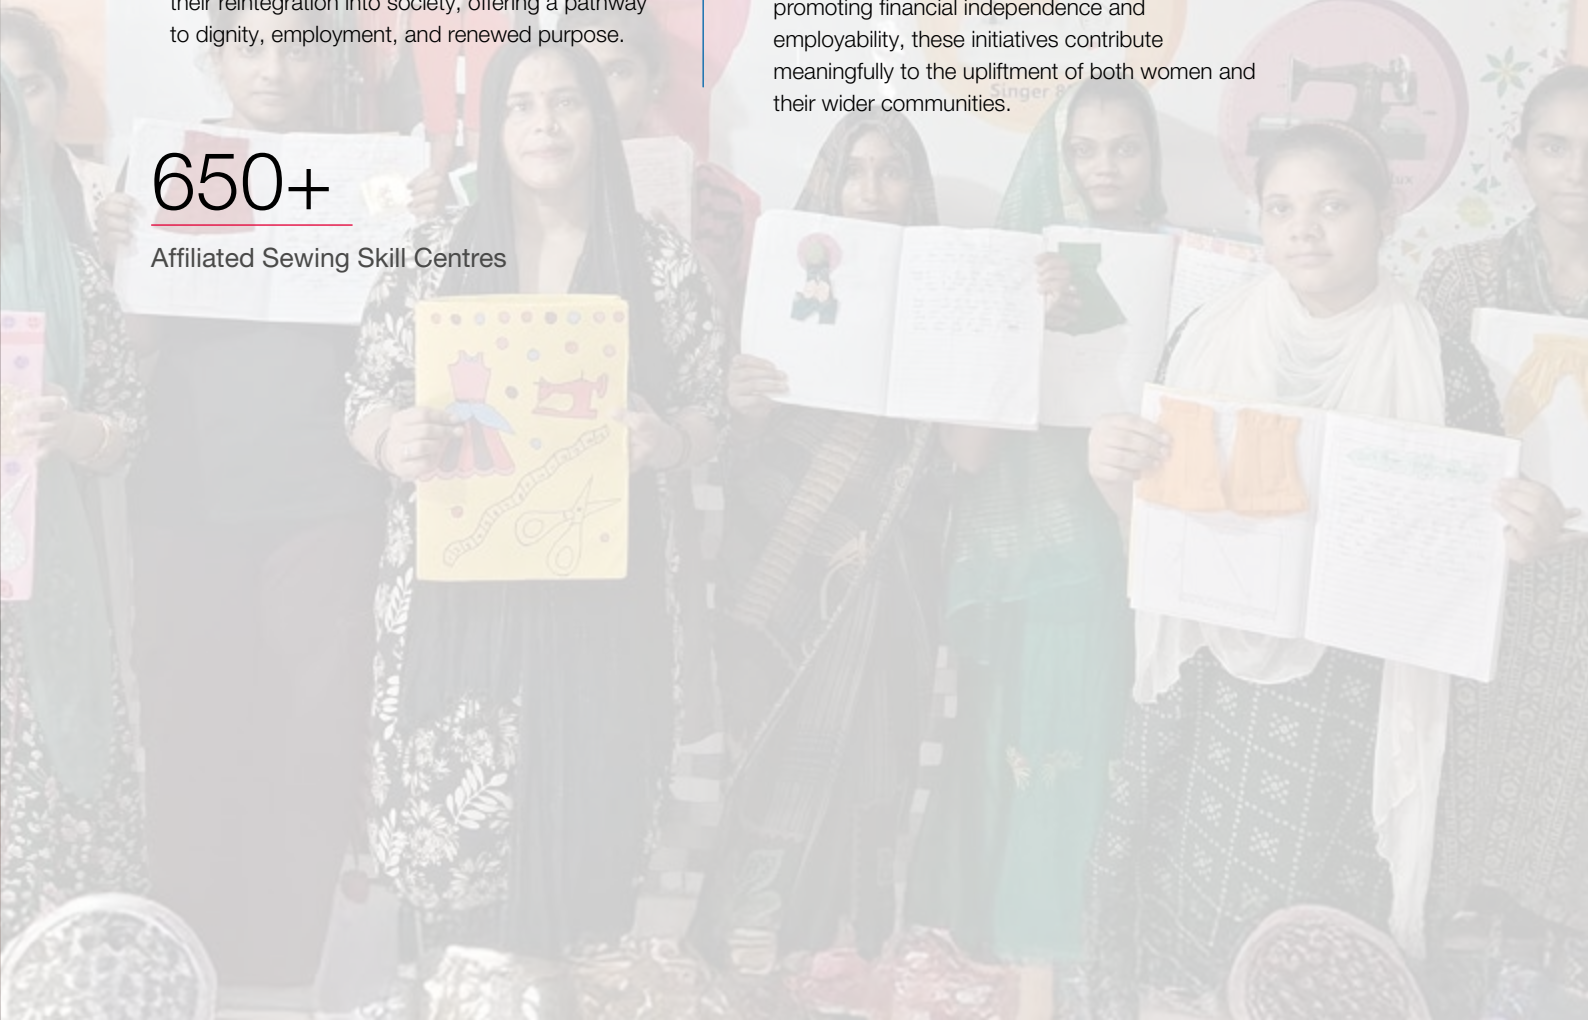 their reintegration into society, offering a pathway
to dignity, employment, and renewed purpose.
promoting financial independence and
employability, these initiatives contribute
meaningfully to the upliftment of both women and
their wider communities.
Singer
650+
Affiliated Sewing Skill Centres